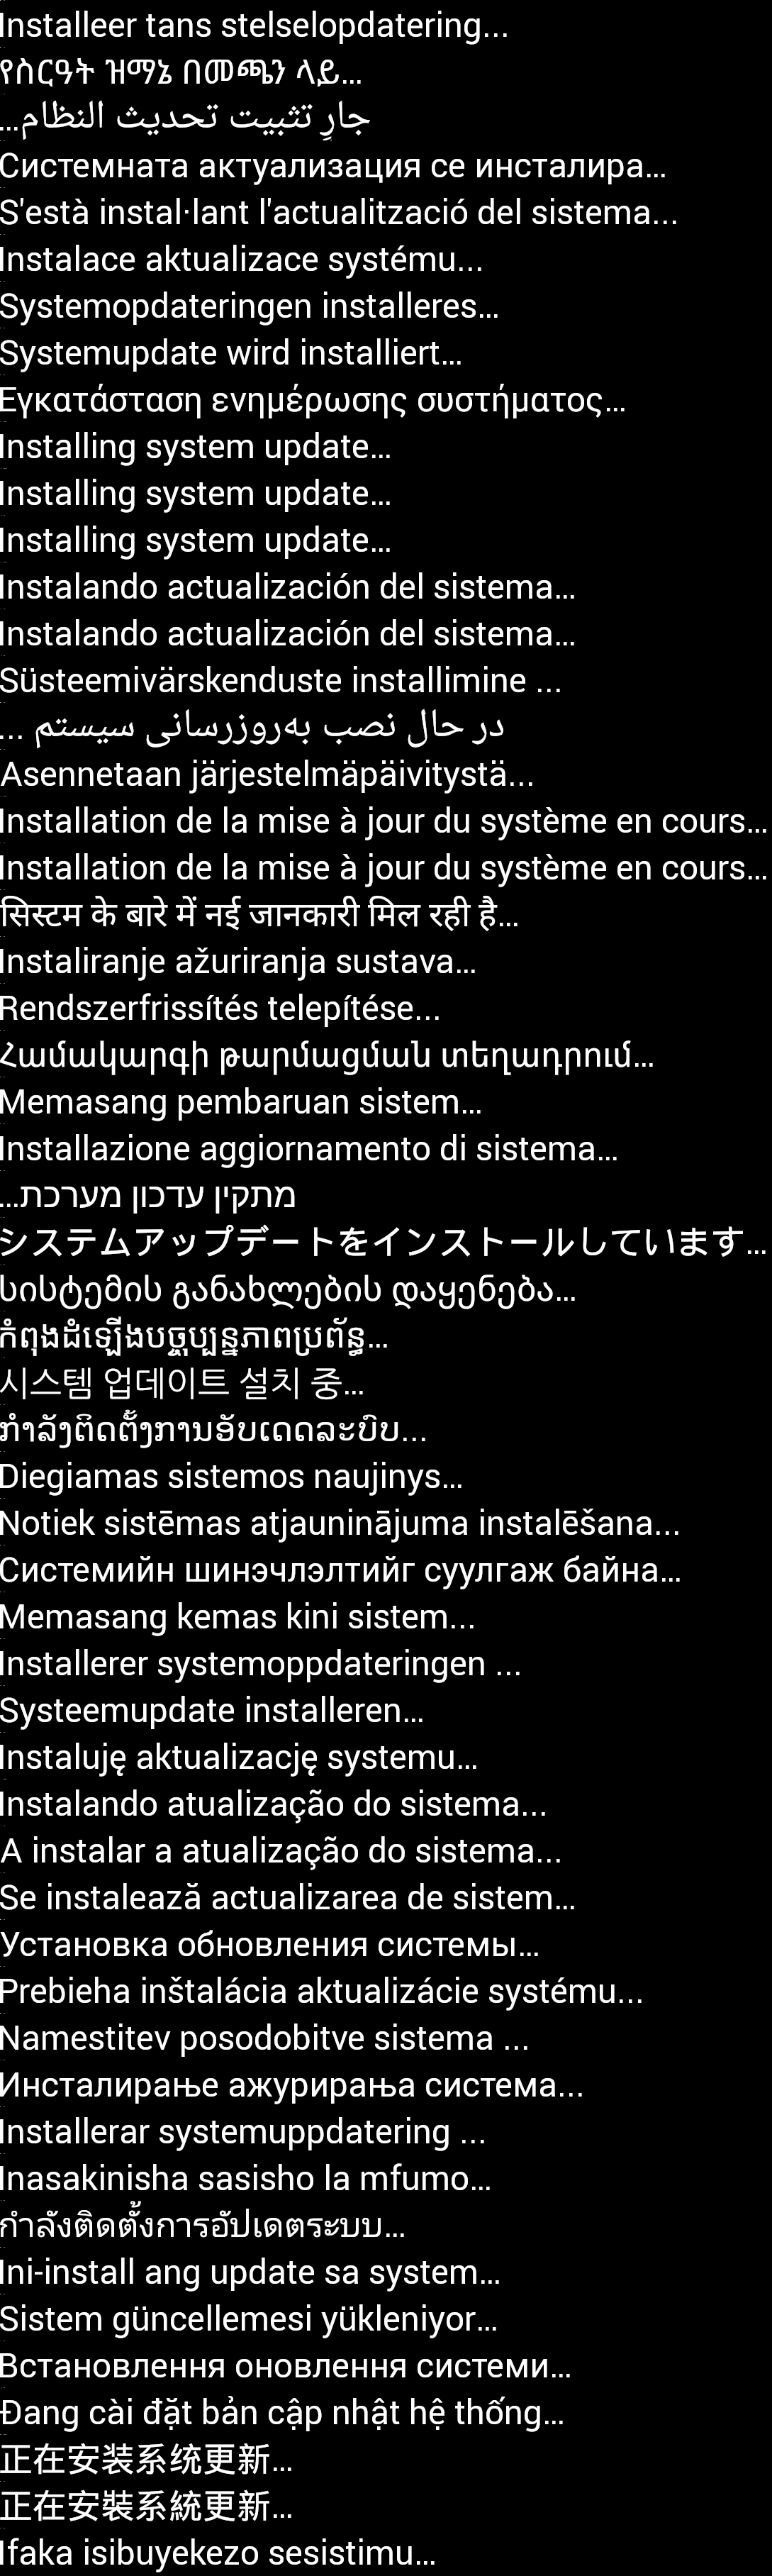 Installeer tans stelselopdatering...
የስርዓት ዝማኔ በመጫን ላይ…
جارٍ تثبيت تحديث النظام…
Системната актуализация се инсталира…
S'està instal·lant l'actualització del sistema...
Instalace aktualizace systému...
Systemopdateringen installeres…
Systemupdate wird installiert…
Εγκατάσταση ενημέρωσης συστήματος…
Installing system update…
Installing system update…
Installing system update…
Instalando actualización del sistema…
Instalando actualización del sistema…
Süsteemivärskenduste installimine ...
در حال نصب به‌روزرسانی سیستم ...
Asennetaan järjestelmäpäivitystä...
Installation de la mise à jour du système en cours…
Installation de la mise à jour du système en cours…
सिस्टम के बारे में नई जानकारी मिल रही है…
Instaliranje ažuriranja sustava…
Rendszerfrissítés telepítése...
Համակարգի թարմացման տեղադրում…
Memasang pembaruan sistem…
Installazione aggiornamento di sistema…
מתקין עדכון מערכת…
システムアップデートをインストールしています…
სისტემის განახლების დაყენება…
កំពុងដំឡើងបច្ចុប្បន្នភាពប្រព័ន្ធ…
시스템 업데이트 설치 중…
ກຳລັງຕິດຕັ້ງການອັບເດດລະບົບ...
Diegiamas sistemos naujinys…
Notiek sistēmas atjauninājuma instalēšana...
Системийн шинэчлэлтийг суулгаж байна…
Memasang kemas kini sistem...
Installerer systemoppdateringen ...
Systeemupdate installeren…
Instaluję aktualizację systemu…
Instalando atualização do sistema...
A instalar a atualização do sistema...
Se instalează actualizarea de sistem…
Установка обновления системы…
Prebieha inštalácia aktualizácie systému...
Namestitev posodobitve sistema ...
Инсталирање ажурирања система...
Installerar systemuppdatering ...
Inasakinisha sasisho la mfumo…
กำลังติดตั้งการอัปเดตระบบ…
Ini-install ang update sa system…
Sistem güncellemesi yükleniyor…
Встановлення оновлення системи…
Đang cài đặt bản cập nhật hệ thống…
正在安装系统更新…
正在安裝系統更新…
Ifaka isibuyekezo sesistimu…